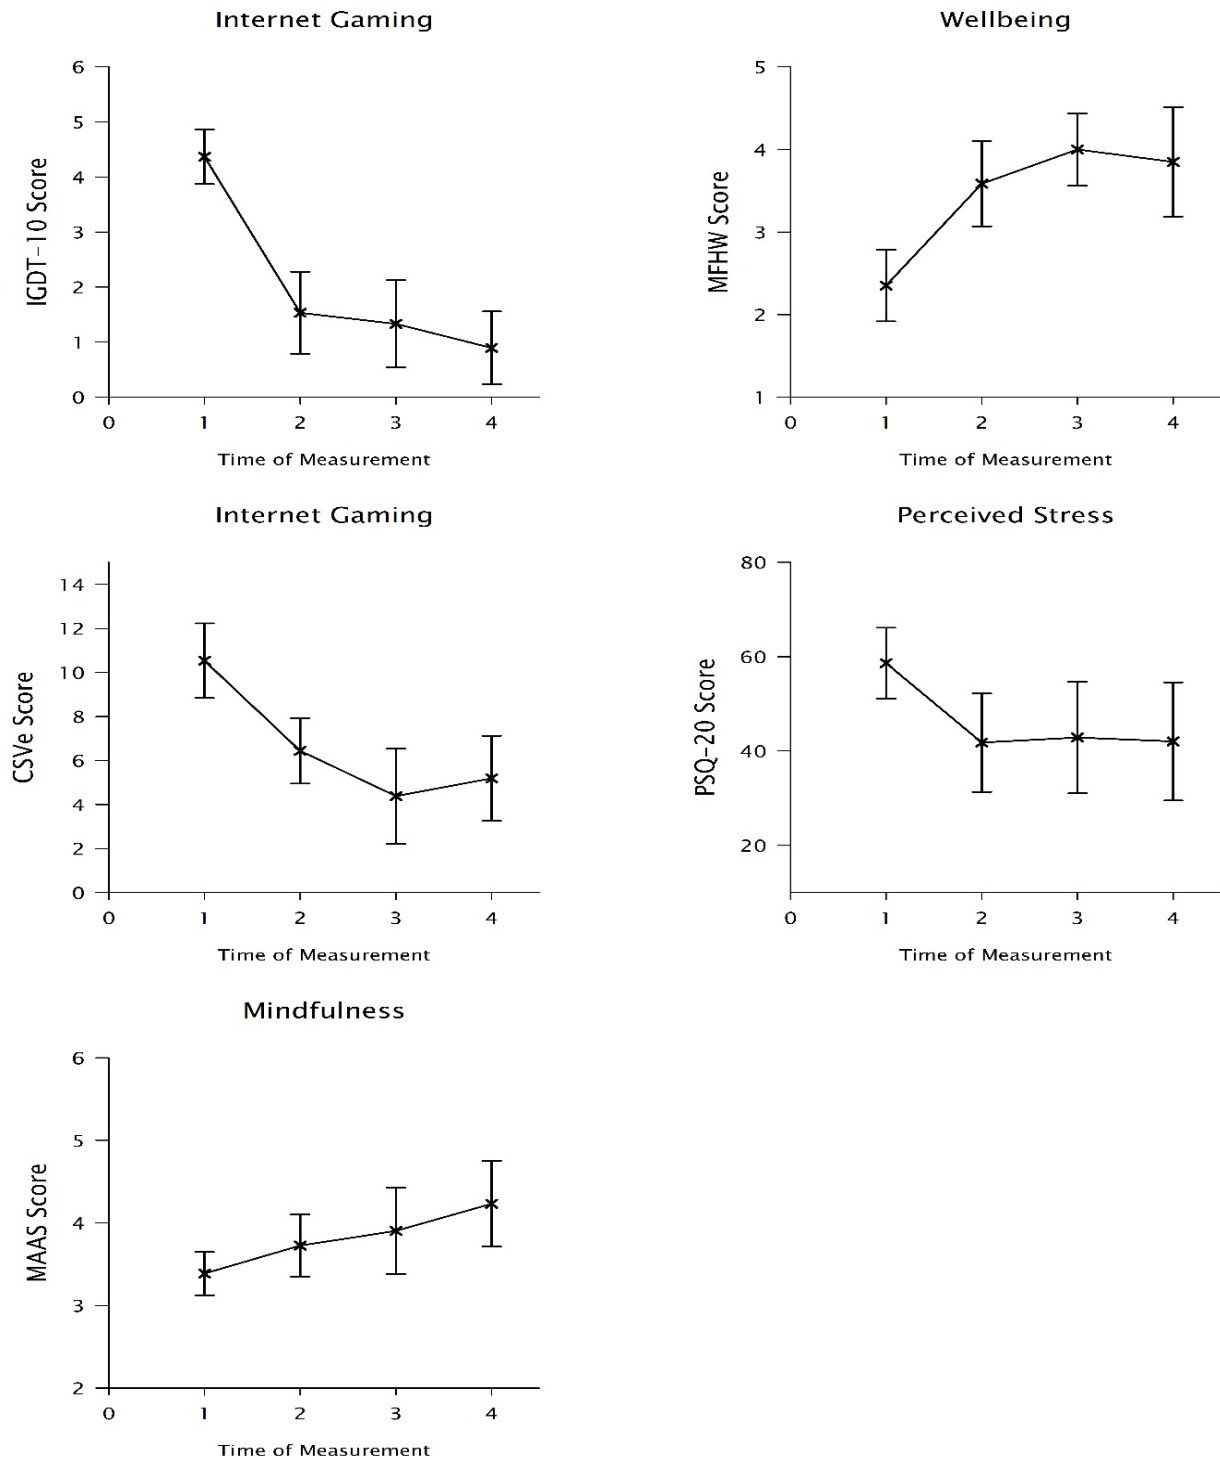 Internet Gaming
6
5
4
3
2
1
0
IGDT-10 Score
0 1 2 3 4
Time of Measurement
Wellbeing
5
4
3
2
1
MFHW Score
0 1 2 3 4
Time of Measurement
Internet Gaming
14
12
10
8
6
4
2
0
CSVe Score
0 1 2 3 4
Time of Measurement
Perceived Stress
80
60
40
20
PSQ-20 Score
0 1 2 3 4
Time of Measurement
Mindfulness
6
5
4
3
2
MAAS Score
0 1 2 3 4
Time of Measurement